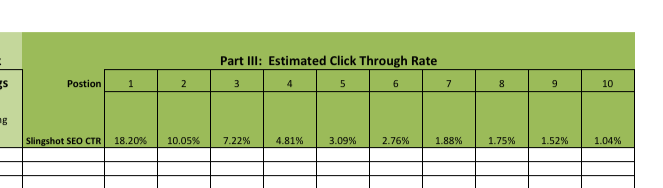 Part III: Estimated Click Through Rate
gs Postion 1 2 3 4 5 6 7 8 9 10
ng
Slingshot SEO CTR 18.20% 10.05% 7.22% 4.81% 3.09% 2.76% 1.88% 1.75% 1.52% 1.04%